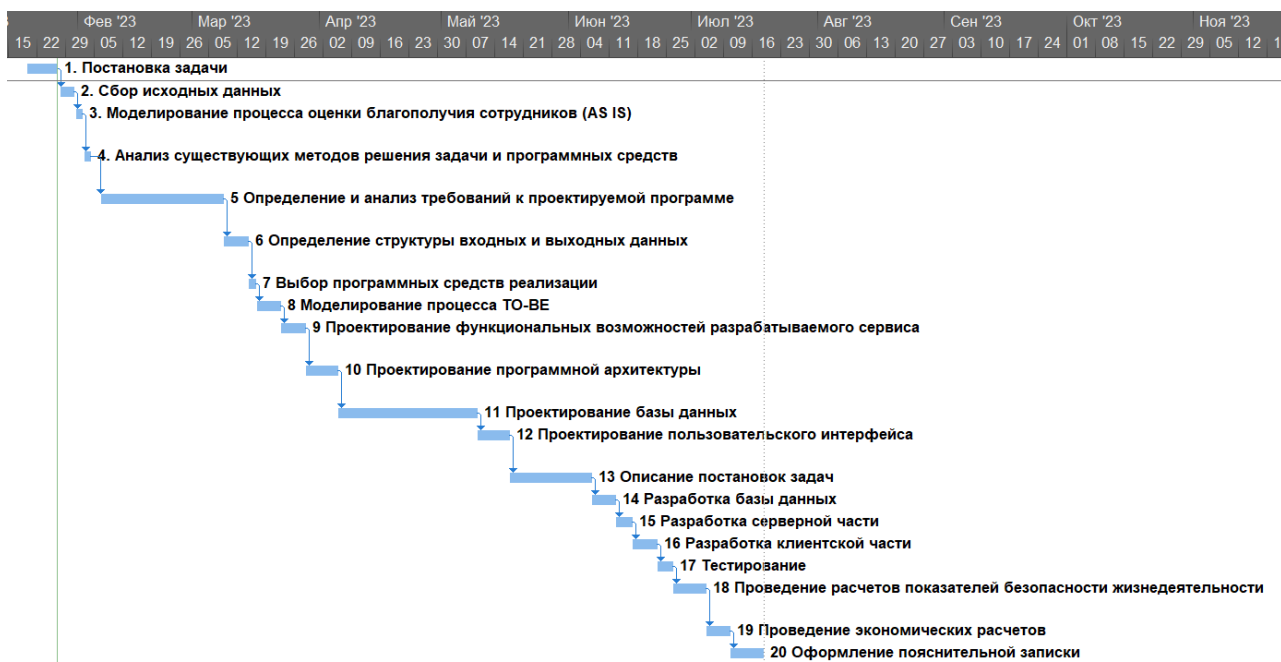 Фев '23 Мар '23 Апр '23 Май '23 Июн '23 Июл '23 Авг '23 Сен '23 Окт '23 Ноя '23
15 22 29 05 12 19 26 05 12 19 26 02 09 16 23 30 07 14 21 28 04 11 18 25 02 09 16 23 30 06 13 20 27 03 10 17 24 01 08 15 22 29 05 12
1. Постановка задачи
2. Сбор исходных данных
3. Моделирование процесса оценки благополучия сотрудников (AS IS)
4. Анализ существующих методов решения задачи и программных средств
5 Определение и анализ требований к проектируемой программе
6 Определение структуры входных и выходных данных
7 Выбор программных средств реализации
8 Моделирование процесса TO-BE
9 Проектирование функциональных возможностей разрабатываемого сервиса
10 Проектирование программной архитектуры
11 Проектирование базы данных
12 Проектирование пользовательского интерфейса
13 Описание постановок задач
14 Разработка базы данных
15 Разработка серверной части
16 Разработка клиентской части
17 Тестирование
18 Проведение расчетов показателей безопасности жизнедеятельности
19 Проведение экономических расчетов
20 Оформление пояснительной записки